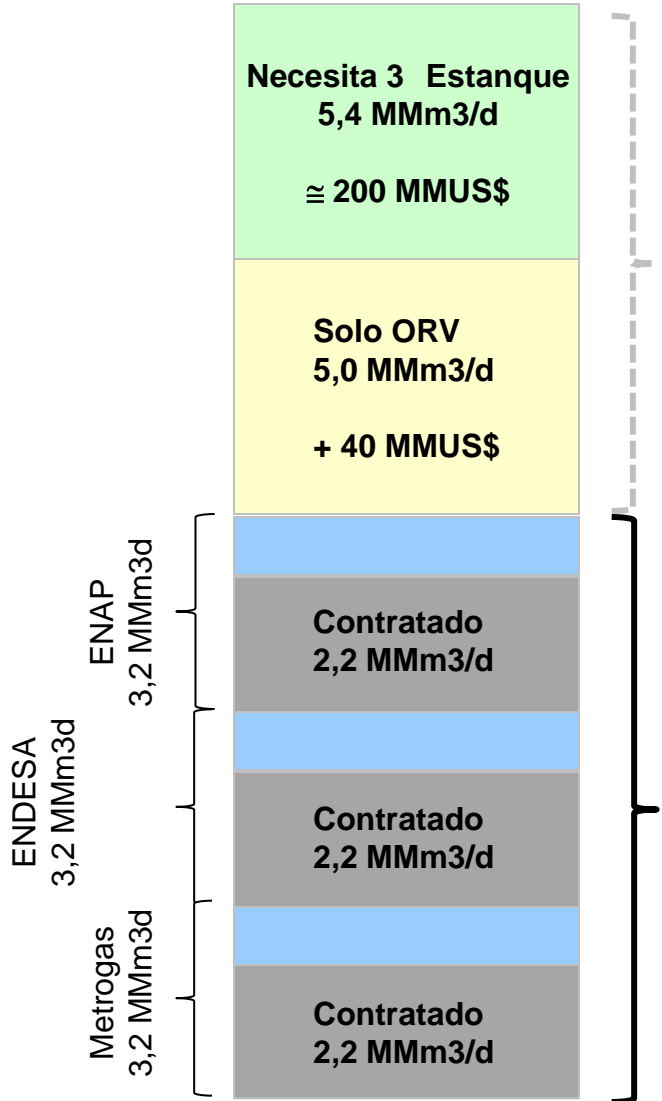 Necesita 3 Estanque
5,4 MMm3/d
≅ 200 MMUS$
Solo ORV
5,0 MMm3/d
+ 40 MMUS$
ENAP
3,2 MMm3d
Contratado
2,2 MMm3/d
ENDESA
3,2 MMm3d
Contratado
2,2 MMm3/d
Metrogas
3,2 MMm3d
Contratado
2,2 MMm3/d